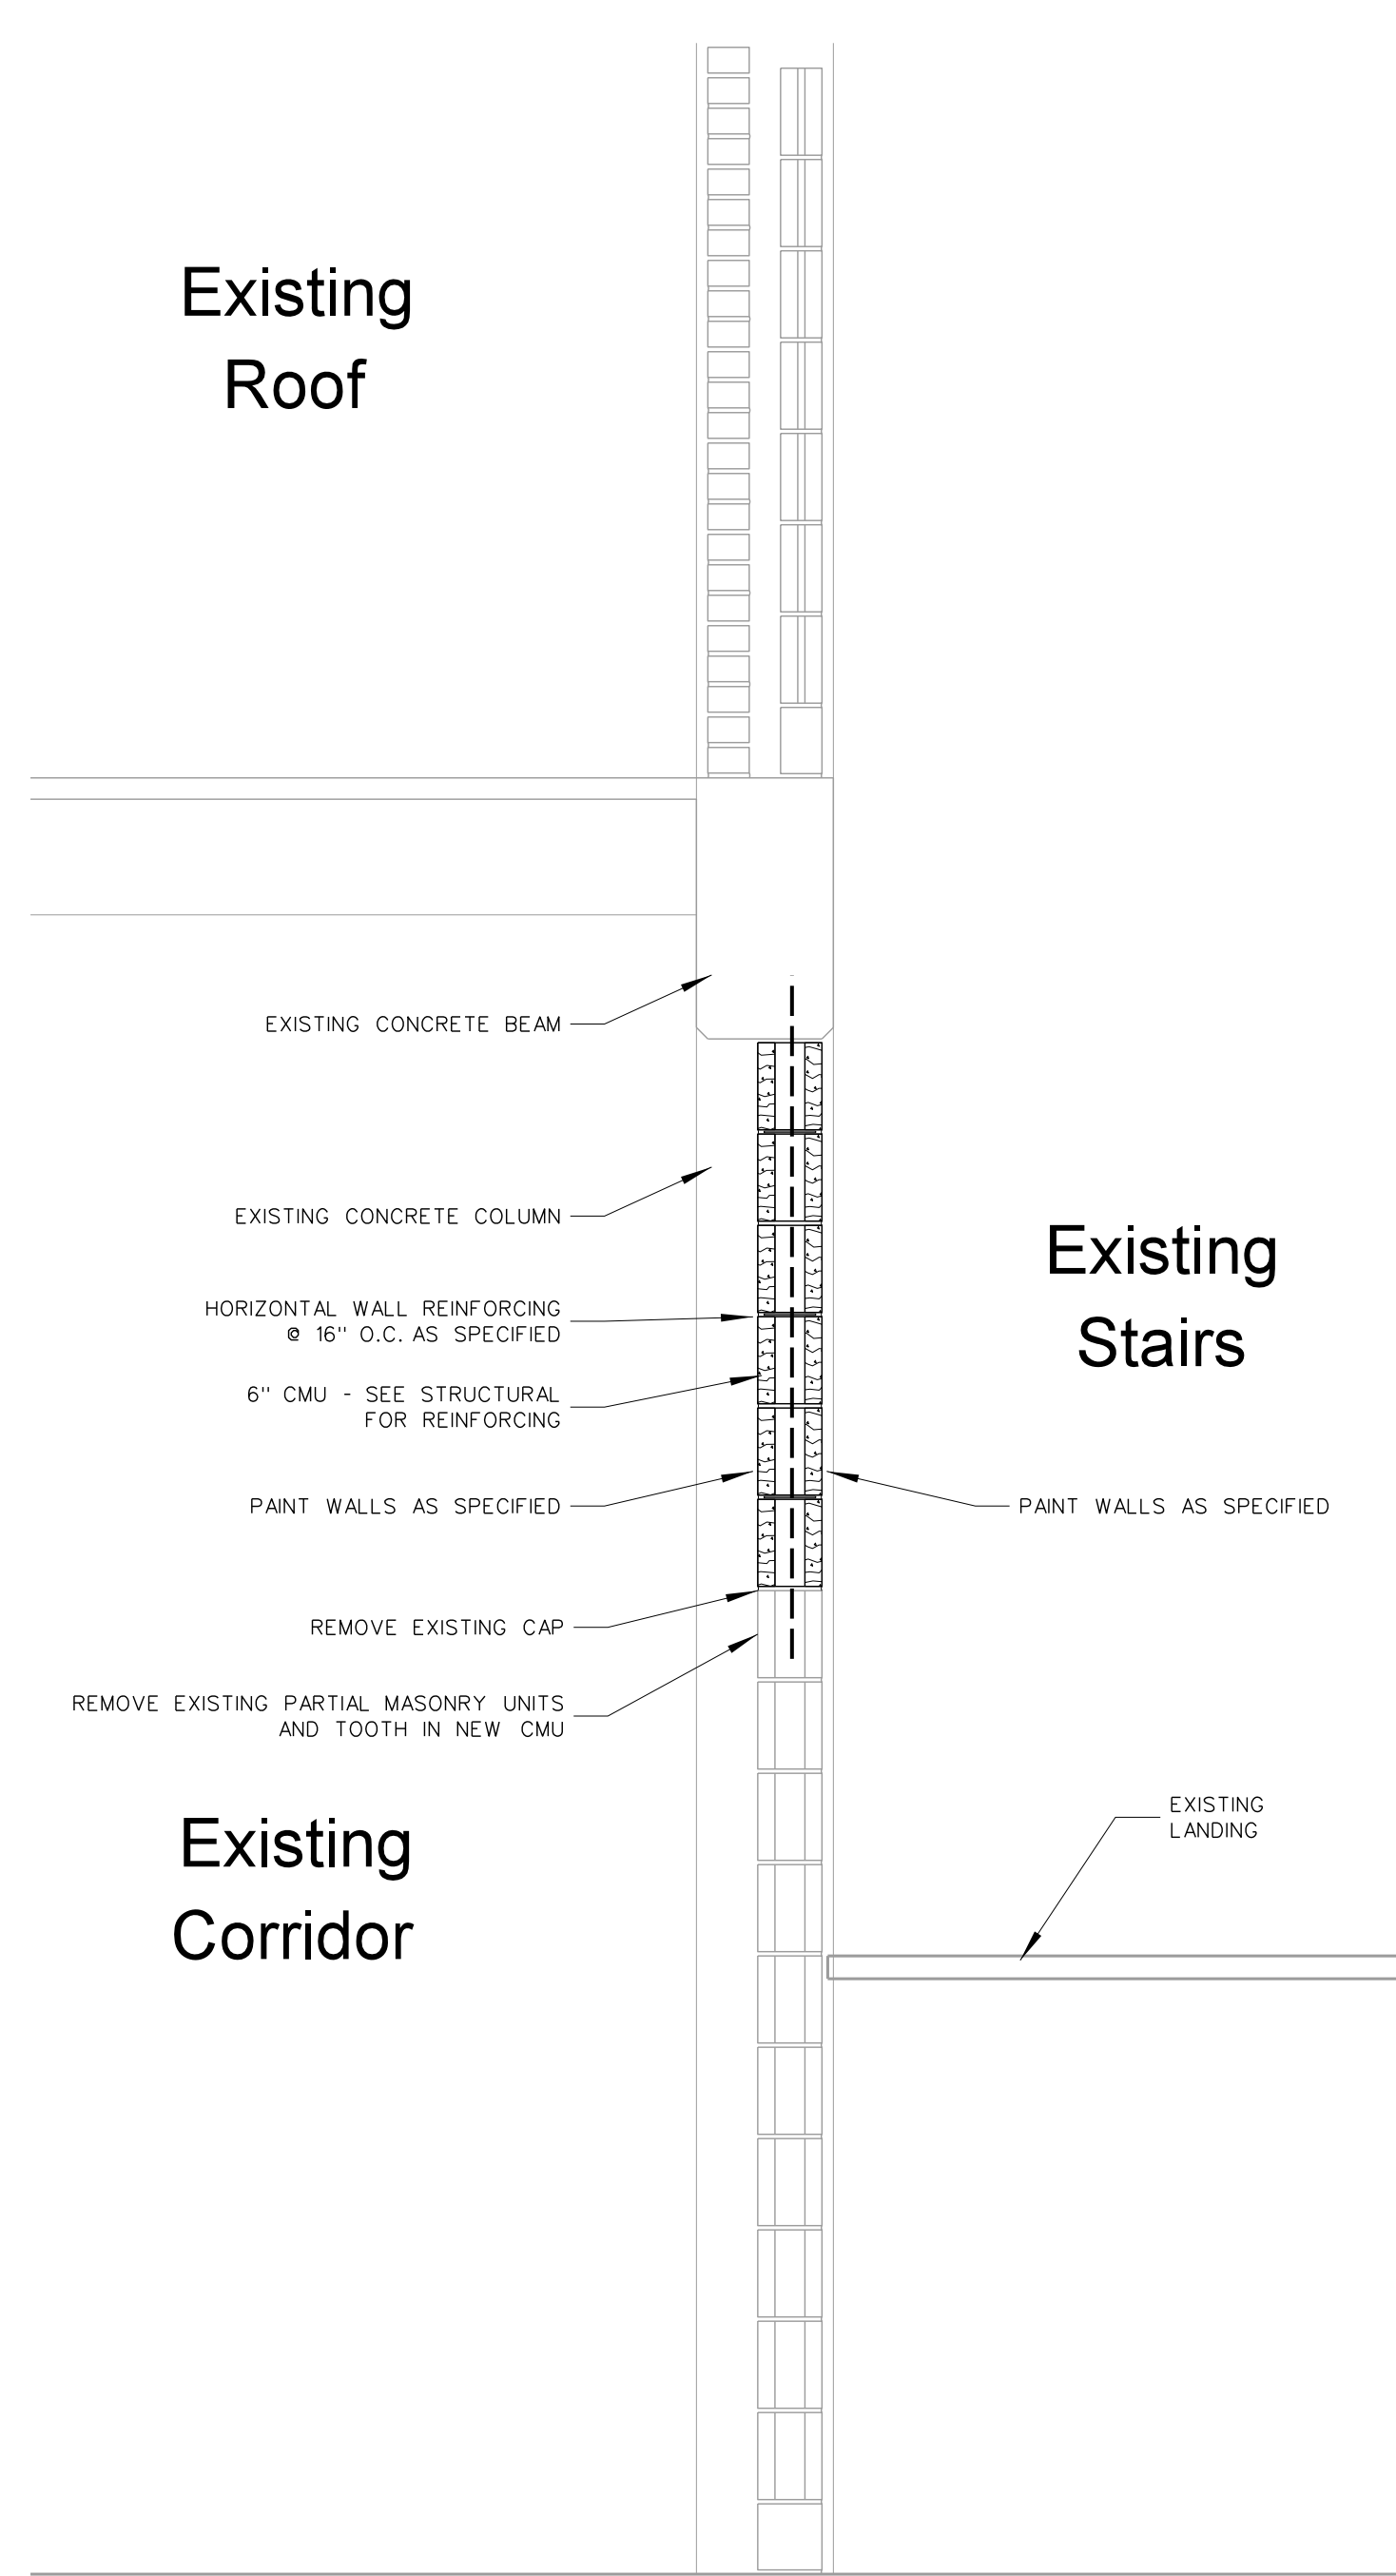 Existing
Roof
EXISTING CONCRETE BEAM
EXISTING CONCRETE COLUMN
Existing
Stairs
HORIZONTAL WALL REINFORCING
@ 16" O.C. AS SPECIFIED
6" CMU - SEE STRUCTURAL
FOR REINFORCING
PAINT WALLS AS SPECIFIED
PAINT WALLS AS SPECIFIED
REMOVE EXISTING CAP
REMOVE EXISTING PARTIAL MASONRY UNITS
AND TOOTH IN NEW CMU
EXISTING
LANDING
Existing
Corridor